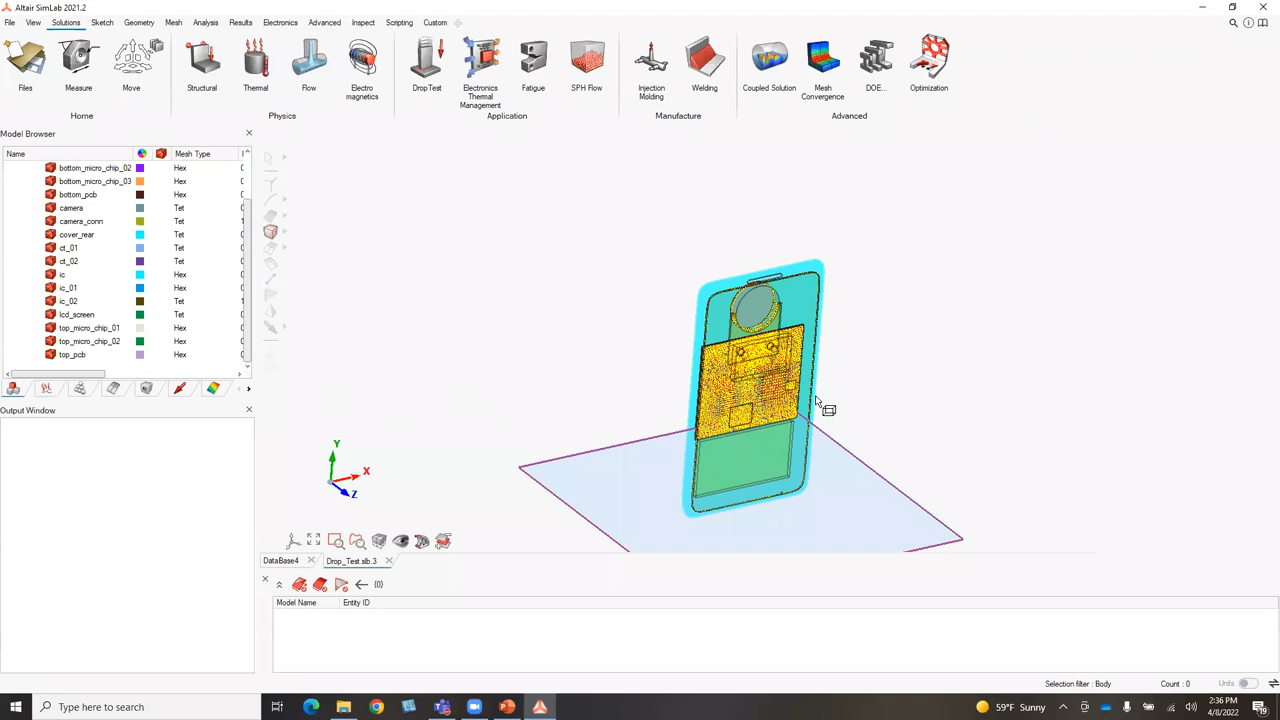 Altair SimLab 2021.2
File View Solutions Sketch Geometry Mesh Analysis Results Electronics Advanced Inspect Scripting Custom
Files Measure Move Structural Thermal Flow Electro magnetics Drop Test Electronics Thermal Management Fatigue SPH Flow Injection Molding Welding Coupled Solution Mesh Convergence DOE... Optimization
Home Physics Application Manufacture Advanced
Model Browser
Name Mesh Type
bottom_micro_chip_02 Hex
bottom_micro_chip_03 Hex
bottom_pcb Hex
camera Tet
camera_conn Tet
cover_rear Tet
ct_01 Tet
ct_02 Tet
ic Hex
ic_01 Hex
ic_02 Hex
lcd_screen Tet
top_micro_chip_01 Hex
top_micro_chip_02 Tet
top_pcb Hex
Output Window
Y
X
Z
DataBase4 Drop_Test.slb.3
{0}
Model Name Entity ID
Selection filter : Body Count : 0 Units
Type here to search
59°F Sunny
2:36 PM
4/8/2022